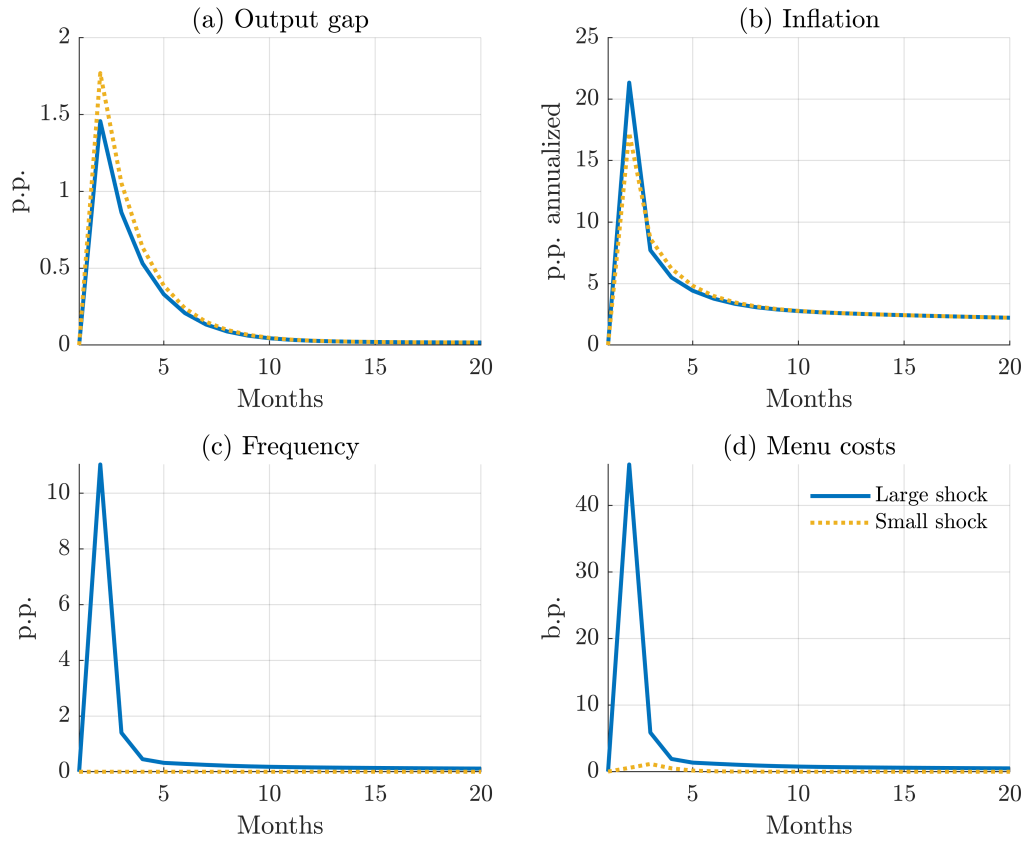 (a) Output gap
2
1.5
1
0.5
0
p.p.
5
10
15
20
Months
(b) Inflation
25
20
15
10
5
0
p.p. annualized
5
10
15
20
Months
(c) Frequency
10
8
6
4
2
0
p.p.
5
10
15
20
Months
(d) Menu costs
40
30
20
10
0
b.p.
Large shock
Small shock
5
10
15
20
Months